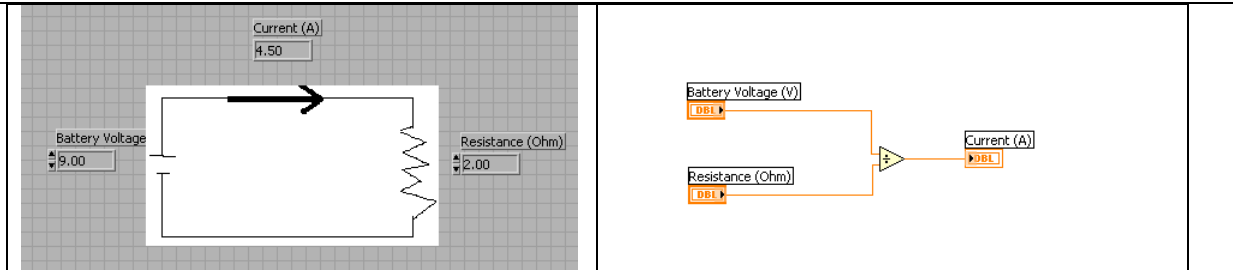 Current (A)
4.50
Battery Voltage
9.00
Resistance (Ohm)
2.00
Battery Voltage (V)
DBL
Resistance (Ohm)
DBL
÷
Current (A)
DBL